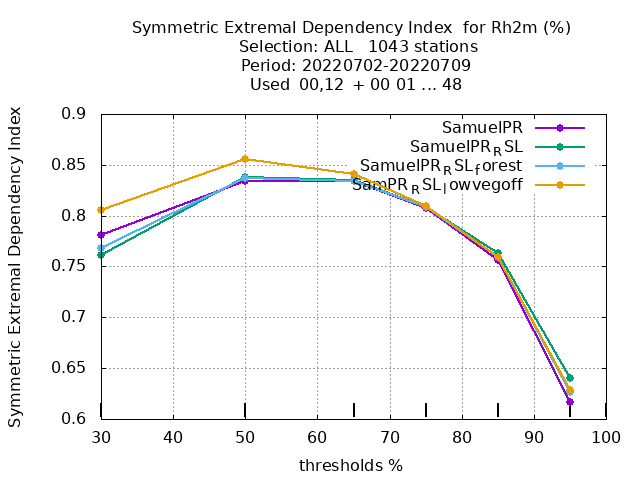 Symmetric Extremal Dependency Index  for Rh2m (%)
Selection: ALL   1043 stations
Period: 20220702-20220709
Used  00,12  + 00 01 ... 48
Symmetric Extremal Dependency Index
0.9
0.85
0.8
0.75
0.7
0.65
0.6
SamuelPR
SamuelPR_RSL
SamuelPR_RSL_forest
SamPR_RSL_lowvegoff
30 40 50 60 70 80 90 100
thresholds %